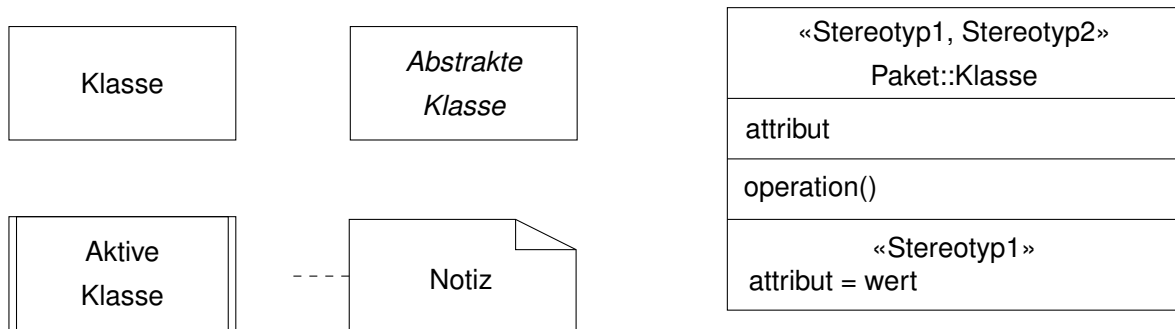 Klasse
Abstrakte
Klasse
«Stereotyp1, Stereotyp2»
Paket::Klasse
attribut
operation()
«Stereotyp1»
attribut = wert
Aktive
Klasse
Notiz